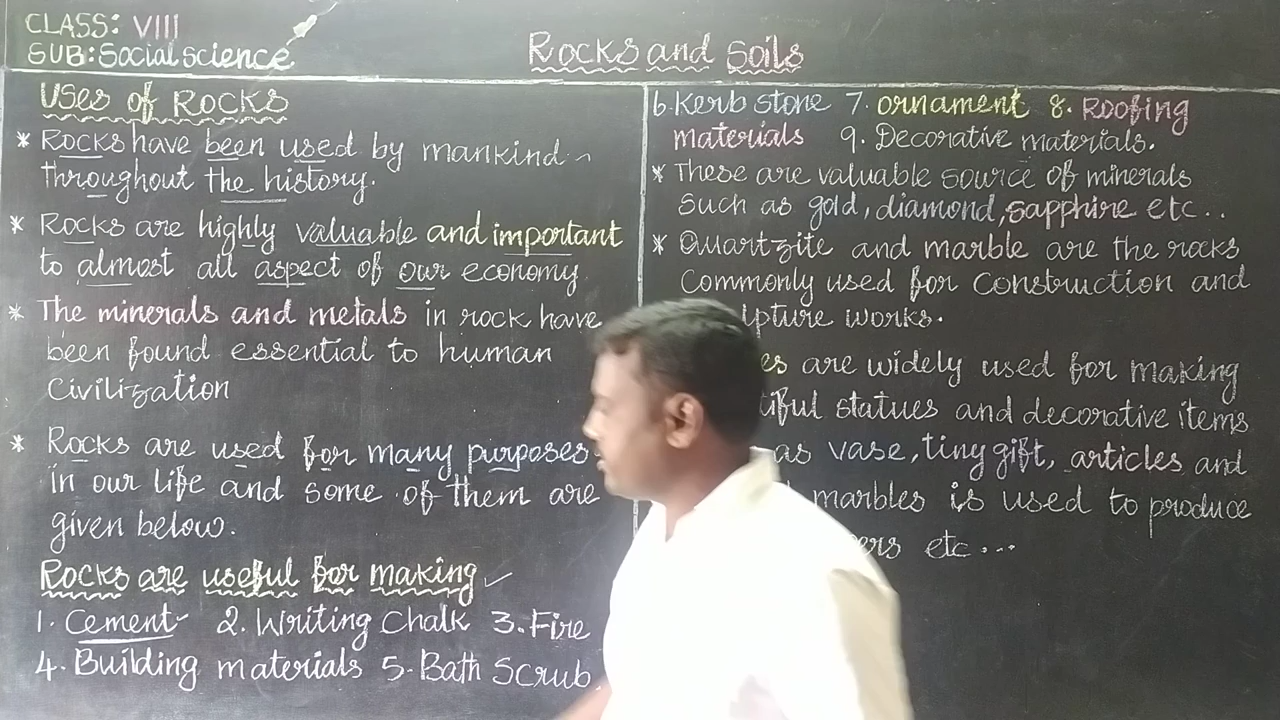 CLASS: VIII
SUB: Social science
Rocks and Soils
Uses of Rocks
* Rocks have been used by mankind
throughout the history.
* Rocks are highly valuable and important
to almost all aspect of our economy.
* The minerals and metals in rock have
been found essential to human
Civilization
* Rocks are used for many purposes
in our life and some of them are
given below.
Rocks are useful for making
1. Cement 2. Writing Chalk 3. Fire
4. Building materials 5. Bath Scrub
6. Kerb stone 7. ornament 8. Roofing
materials 9. Decorative materials.
* These are valuable source of minerals
such as gold, diamond, sapphire etc..
* Quartzite and marble are the rocks
Commonly used for construction and
works.
are widely used for making
statues and decorative items
as vase, tiny gift, articles and
marbles is used to produce
etc...